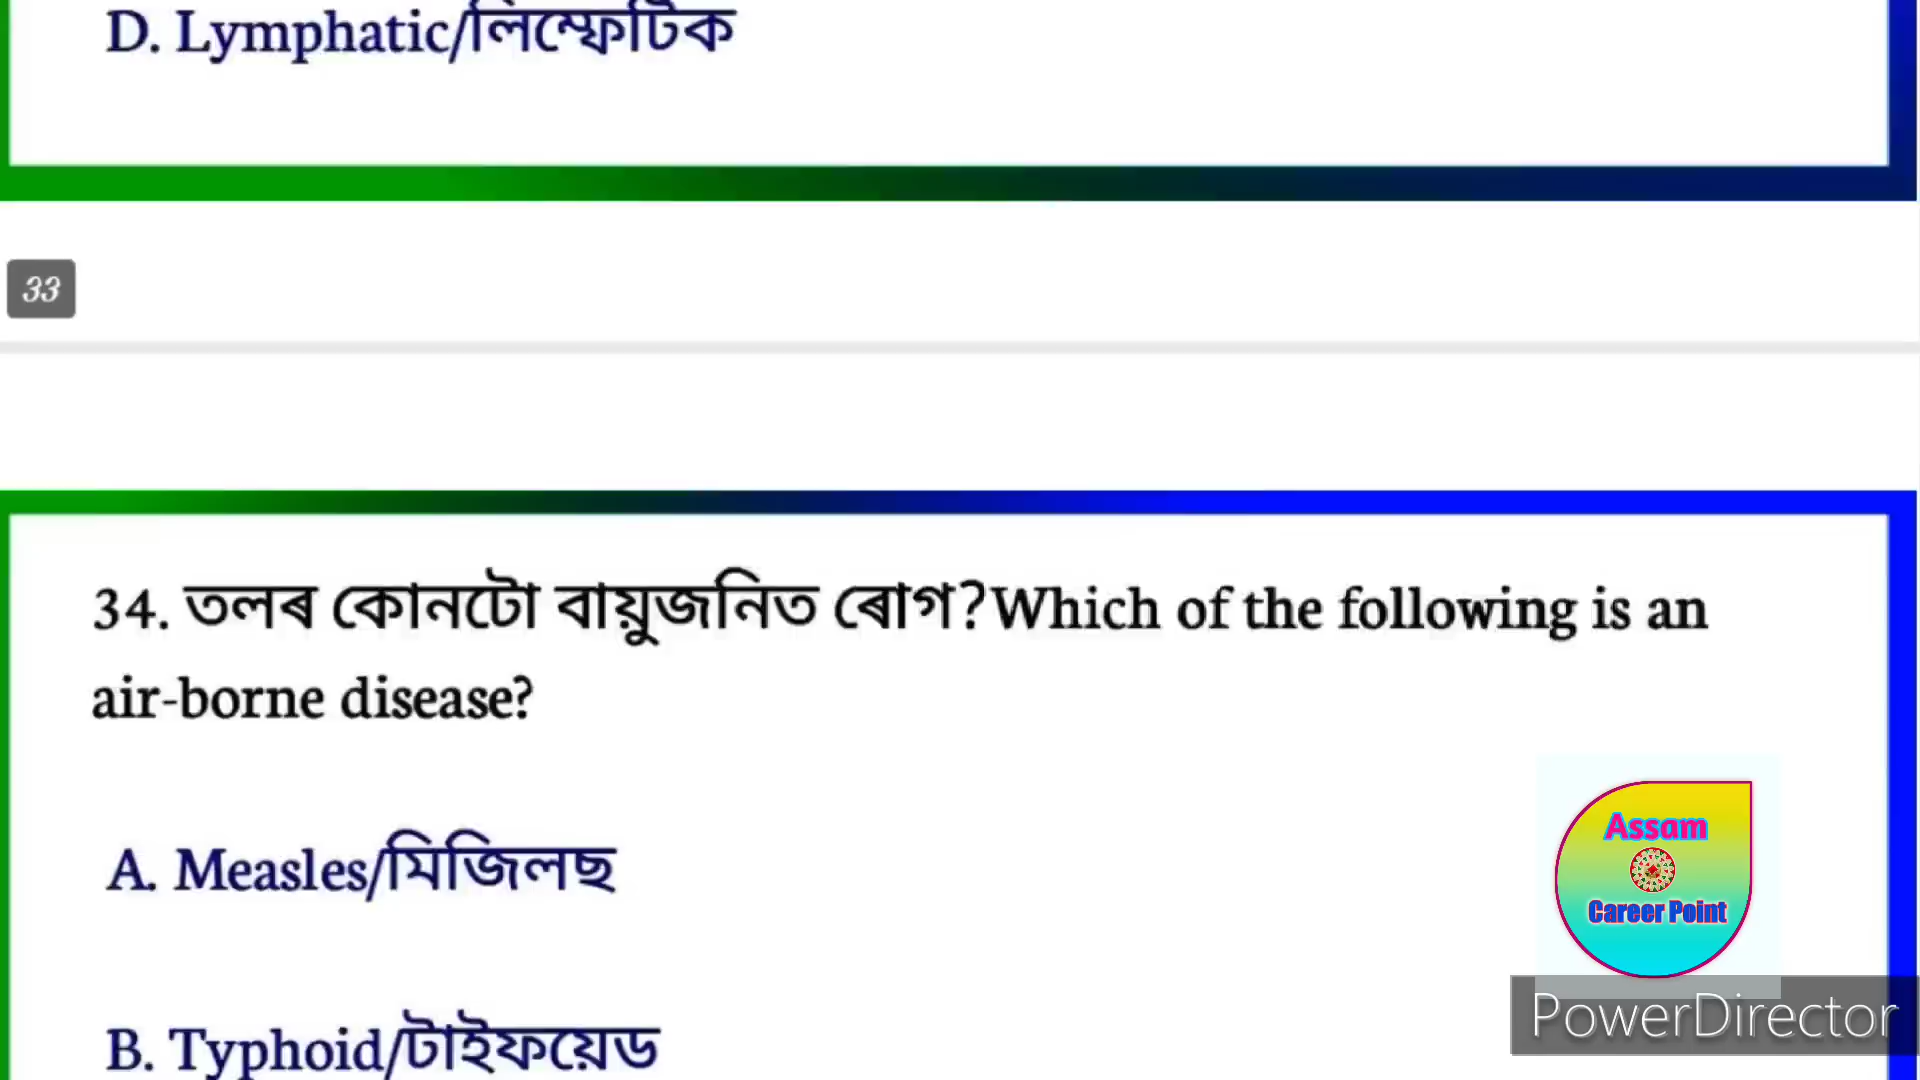 D. Lymphatic/লিম্ফেটিক
33
34. তলৰ কোনটো বায়ুজনিত ৰোগ?Which of the following is an
air-borne disease?
A. Measles/মিজিলছ
B. Typhoid/টাইফয়েড
Assam
Career Point
PowerDirector